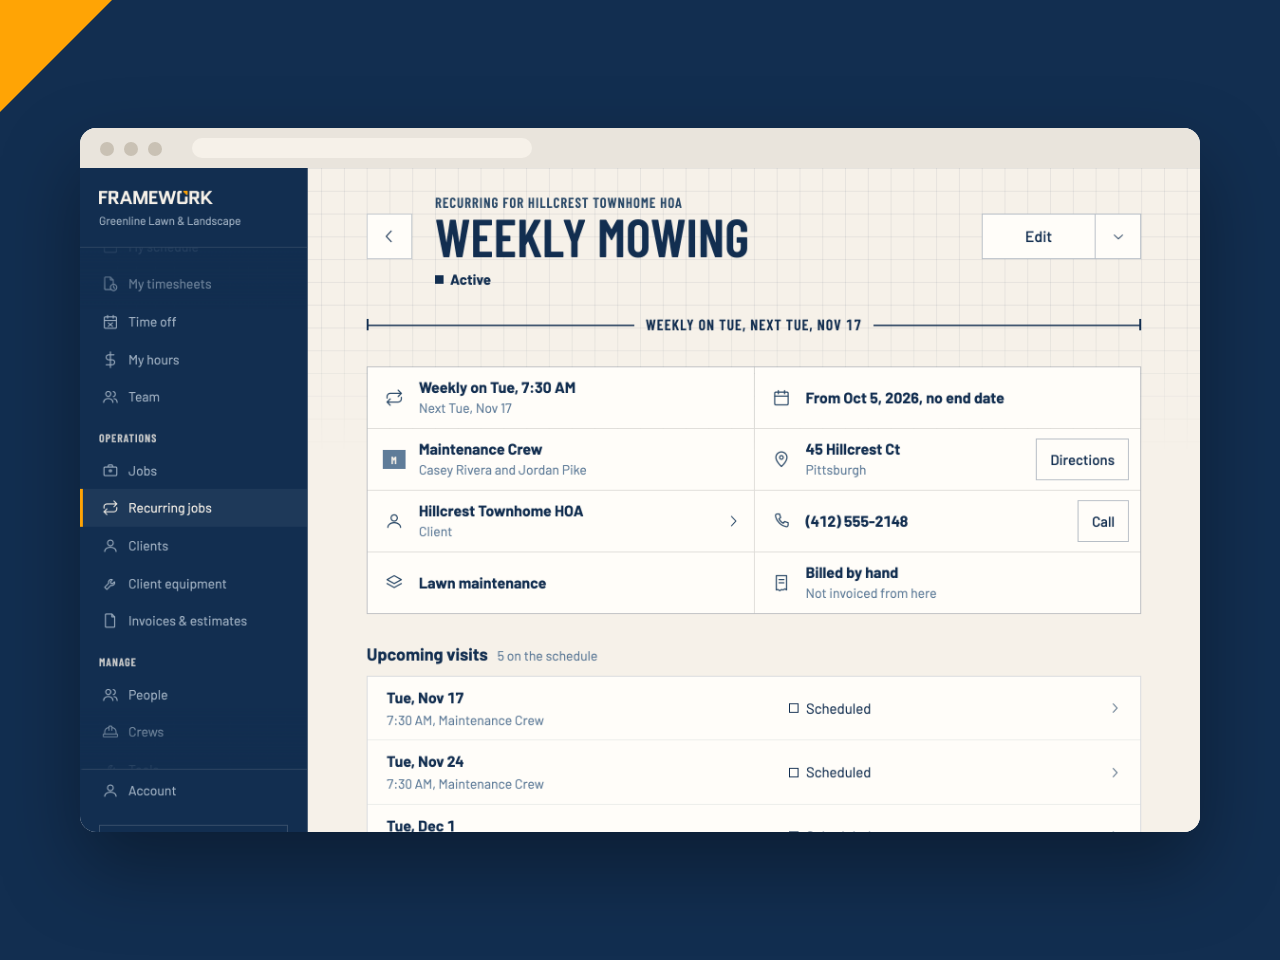 FRAMEWORK
Greenline Lawn & Landscape
My schedule
My timesheets
Time off
My hours
Team
OPERATIONS
Jobs
Recurring jobs
Clients
Client equipment
Invoices & estimates
MANAGE
People
Crews
Account
RECURRING FOR HILLCREST TOWNHOME HOA
WEEKLY MOWING
Active
Edit
WEEKLY ON TUE, NEXT TUE, NOV 17
Weekly on Tue, 7:30 AM
Next Tue, Nov 17
From Oct 5, 2026, no end date
M
Maintenance Crew
Casey Rivera and Jordan Pike
45 Hillcrest Ct
Pittsburgh
Directions
Hillcrest Townhome HOA
Client
(412) 555-2148
Call
Lawn maintenance
Billed by hand
Not invoiced from here
Upcoming visits 5 on the schedule
Tue, Nov 17
7:30 AM, Maintenance Crew
Scheduled
Tue, Nov 24
7:30 AM, Maintenance Crew
Scheduled
Tue, Dec 1